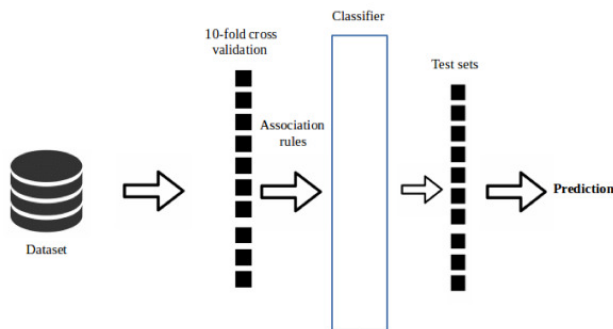 Classifier
10-fold cross
validation
Test sets
Association
rules
Prediction
Dataset